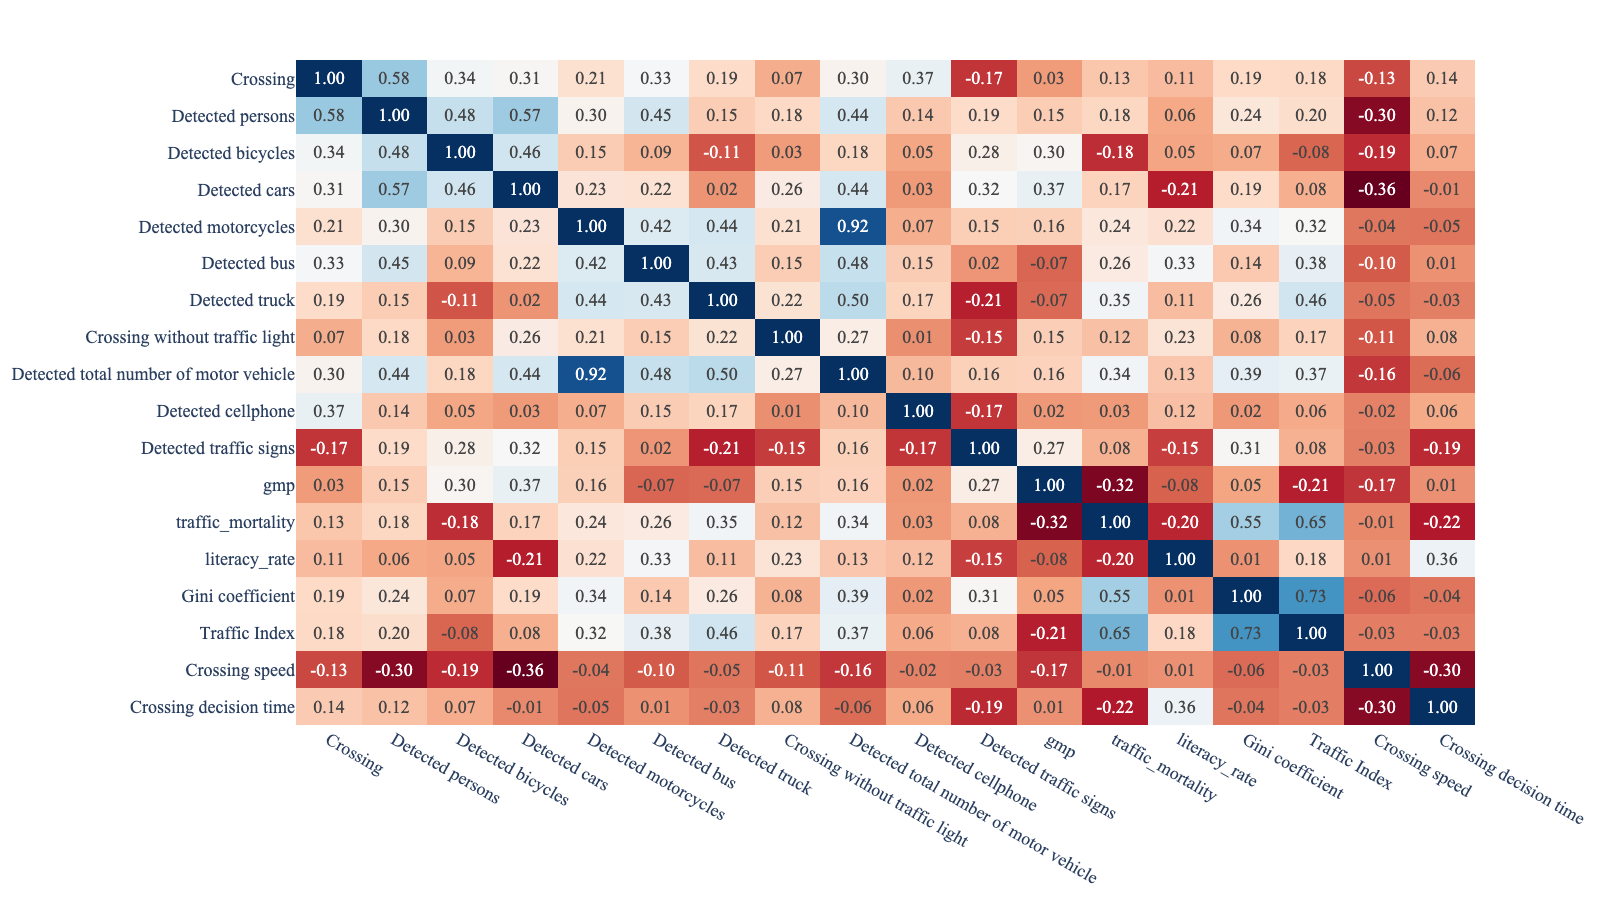 Crossing 1.00 0.58 0.34 0.31 0.21 0.33 0.19 0.07 0.30 0.37 -0.17 0.03 0.13 0.11 0.19 0.18 -0.13 0.14
Detected persons 0.58 1.00 0.48 0.57 0.30 0.45 0.15 0.18 0.44 0.14 0.19 0.15 0.18 0.06 0.24 0.20 -0.30 0.12
Detected bicycles 0.34 0.48 1.00 0.46 0.15 0.09 -0.11 0.03 0.18 0.05 0.28 0.30 -0.18 0.05 0.07 -0.08 -0.19 0.07
Detected cars 0.31 0.57 0.46 1.00 0.23 0.22 0.02 0.26 0.44 0.03 0.32 0.37 0.17 -0.21 0.19 0.08 -0.36 -0.01
Detected motorcycles 0.21 0.30 0.15 0.23 1.00 0.42 0.44 0.21 0.92 0.07 0.15 0.16 0.24 0.22 0.34 0.32 -0.04 -0.05
Detected bus 0.33 0.45 0.09 0.22 0.42 1.00 0.43 0.15 0.48 0.15 0.02 -0.07 0.26 0.33 0.14 0.38 -0.10 0.01
Detected truck 0.19 0.15 -0.11 0.02 0.44 0.43 1.00 0.22 0.50 0.17 -0.21 -0.07 0.35 0.11 0.26 0.46 -0.05 -0.03
Crossing without traffic light 0.07 0.18 0.03 0.26 0.21 0.15 0.22 1.00 0.27 0.01 -0.15 0.15 0.12 0.23 0.08 0.17 -0.11 0.08
Detected total number of motor vehicle 0.30 0.44 0.18 0.44 0.92 0.48 0.50 0.27 1.00 0.10 0.16 0.16 0.34 0.13 0.39 0.37 -0.16 -0.06
Detected cellphone 0.37 0.14 0.05 0.03 0.07 0.15 0.17 0.01 0.10 1.00 -0.17 0.02 0.03 0.12 0.02 0.06 -0.02 0.06
Detected traffic signs -0.17 0.19 0.28 0.32 0.15 0.02 -0.21 -0.15 0.16 -0.17 1.00 0.27 0.08 -0.15 0.31 0.08 -0.03 -0.19
gmp 0.03 0.15 0.30 0.37 0.16 -0.07 -0.07 0.15 0.16 0.02 0.27 1.00 -0.32 -0.08 0.05 -0.21 -0.17 0.01
traffic_mortality 0.13 0.18 -0.18 0.17 0.24 0.26 0.35 0.12 0.34 0.03 0.08 -0.32 1.00 -0.20 0.55 0.65 -0.01 -0.22
literacy_rate 0.11 0.06 0.05 -0.21 0.22 0.33 0.11 0.23 0.13 0.12 -0.15 -0.08 -0.20 1.00 0.01 0.18 0.01 0.36
Gini coefficient 0.19 0.24 0.07 0.19 0.34 0.14 0.26 0.08 0.39 0.02 0.31 0.05 0.55 0.01 1.00 0.73 -0.06 -0.04
Traffic Index 0.18 0.20 -0.08 0.08 0.32 0.38 0.46 0.17 0.37 0.06 0.08 -0.21 0.65 0.18 0.73 1.00 -0.03 -0.03
Crossing speed -0.13 -0.30 -0.19 -0.36 -0.04 -0.10 -0.05 -0.11 -0.16 -0.02 -0.03 -0.17 -0.01 0.01 -0.06 -0.03 1.00 -0.30
Crossing decision time 0.14 0.12 0.07 -0.01 -0.05 0.01 -0.03 0.08 -0.06 0.06 -0.19 0.01 -0.22 0.36 -0.04 -0.03 -0.30 1.00
Crossing
Detected persons
Detected bicycles
Detected cars
Detected motorcycles
Detected bus
Detected truck
Crossing without traffic light
Detected total number of motor vehicle
Detected cellphone
Detected traffic signs
gmp
traffic_mortality
literacy_rate
Gini coefficient
Traffic Index
Crossing speed
Crossing decision time